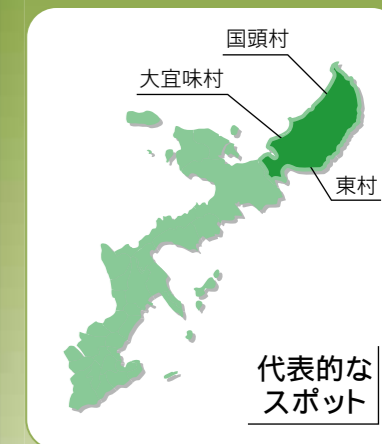 国頭村
大宜味村
東村
代表的な
スポット